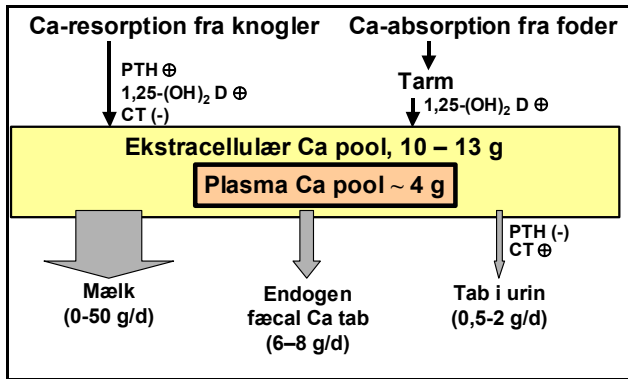 Ca-resorption fra knogler
Ca-absorption fra foder
PTH ⊕
1,25-(OH)₂ D ⊕
CT (-)
Tarm
1,25-(OH)₂ D ⊕
Ekstracellulær Ca pool, 10 – 13 g
Plasma Ca pool ~ 4 g
PTH (-)
CT ⊕
Mælk
(0-50 g/d)
Endogen
fæcal Ca tab
(6–8 g/d)
Tab i urin
(0,5-2 g/d)